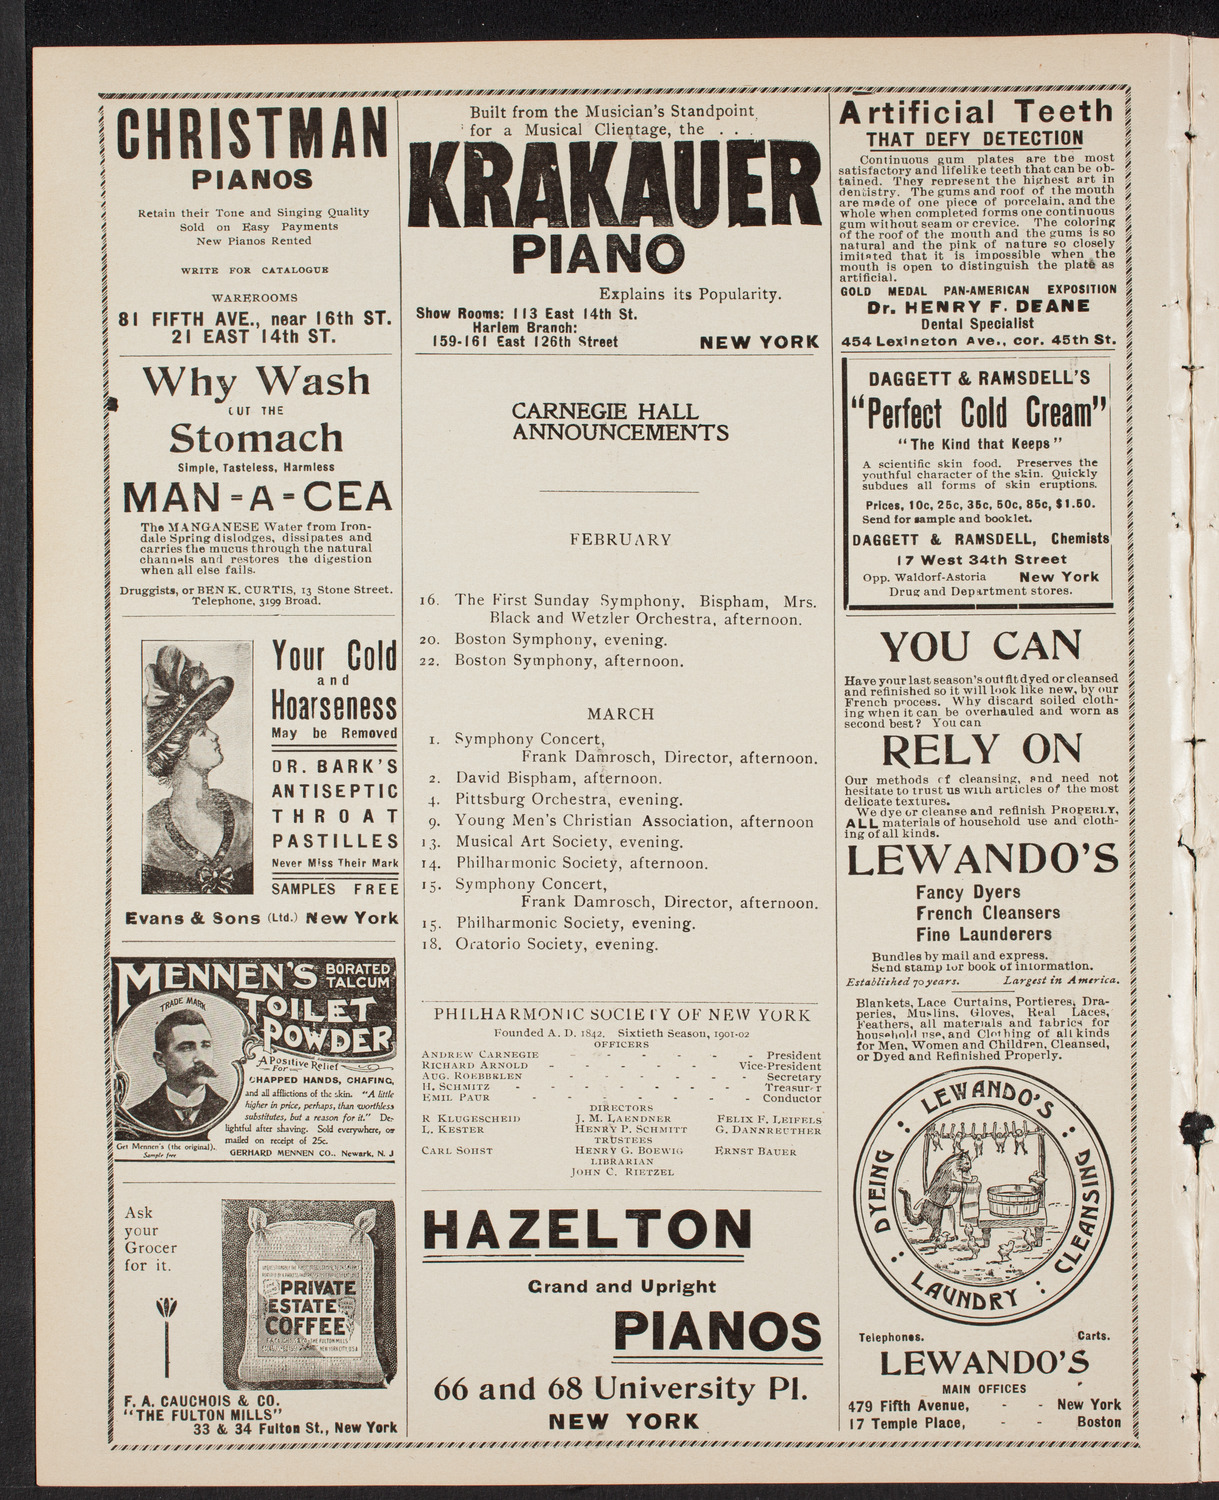 CHRISTMAN
PIANOS
Retain their Tone and Singing Quality
Sold on Easy Payments
New Pianos Rented
WRITE FOR CATALOGUE
WAREROOMS
81 FIFTH AVE., near 16th ST.
21 EAST 14th ST.
Why Wash
OUT THE
Stomach
Simple, Tasteless, Harmless
MAN-A-CEA
The MANGANESE Water from Iron-
dale Spring dislodges, dissipates and
carries the mucus through the natural
channels and restores the digestion
when all else fails.
Druggists, or BEN K. CURTIS, 13 Stone Street.
Telephone, 3199 Broad.
Your Cold
and
Hoarseness
May be Removed
DR. BARK'S
ANTISEPTIC
THROAT
PASTILLES
Never Miss Their Mark
SAMPLES FREE
Evans & Sons (Ltd.) New York
MENNEN'S BORATED
TALCUM
TOILET
POWDER
TRADE MARK
A Positive Relief
For
CHAPPED HANDS, CHAFING,
and all afflictions of the skin. "A little
higher in price, perhaps, than worthless
substitutes, but a reason for it." De-
lightful after shaving. Sold everywhere, or
mailed on receipt of 25c.
Get Mennen's (the original).
Sample free
GERHARD MENNEN CO., Newark, N. J
Ask
your
Grocer
for it.
PRIVATE
ESTATE
COFFEE
F. A. CAUCHOIS & CO.
"THE FULTON MILLS"
33 & 34 Fulton St., New York
Built from the Musician's Standpoint,
for a Musical Clientage, the . . .
KRAKAUER
PIANO
Explains its Popularity.
Show Rooms: 113 East 14th St.
Harlem Branch:
159-161 East 126th Street NEW YORK
CARNEGIE HALL
ANNOUNCEMENTS
FEBRUARY
16. The First Sunday Symphony, Bispham, Mrs.
Black and Wetzler Orchestra, afternoon.
20. Boston Symphony, evening.
22. Boston Symphony, afternoon.
MARCH
1. Symphony Concert,
Frank Damrosch, Director, afternoon.
2. David Bispham, afternoon.
4. Pittsburg Orchestra, evening.
9. Young Men's Christian Association, afternoon
13. Musical Art Society, evening.
14. Philharmonic Society, afternoon.
15. Symphony Concert,
Frank Damrosch, Director, afternoon.
15. Philharmonic Society, evening.
18. Oratorio Society, evening.
PHILHARMONIC SOCIETY OF NEW YORK
Founded A. D. 1842. Sixtieth Season, 1901-02
OFFICERS
ANDREW CARNEGIE - - - - - - President
RICHARD ARNOLD - - - - - - Vice-President
AUG. ROEBBELEN - - - - - - Secretary
H. SCHMITZ - - - - - - Treasurer
EMIL PAUR - - - - - - Conductor
DIRECTORS
R KLUGESCHEID J. M. LAENDNER FELIX F. LEIFELS
L. KESTER HENRY P. SCHMITT G. DANNREUTHER
TRUSTEES
CARL SOHST HENRY G. BOEWIG ERNST BAUER
LIBRARIAN
JOHN C. RIETZEL
HAZELTON
Grand and Upright
PIANOS
66 and 68 University Pl.
NEW YORK
Artificial Teeth
THAT DEFY DETECTION
Continuous gum plates are the most
satisfactory and lifelike teeth that can be ob-
tained. They represent the highest art in
dentistry. The gums and roof of the mouth
are made of one piece of porcelain, and the
whole when completed forms one continuous
gum without seam or crevice. The coloring
of the roof of the mouth and the gums is so
natural and the pink of nature so closely
imitated that it is impossible when the
mouth is open to distinguish the plate as
artificial.
GOLD MEDAL PAN-AMERICAN EXPOSITION
Dr. HENRY F. DEANE
Dental Specialist
454 Lexington Ave., cor. 45th St.
DAGGETT & RAMSDELL'S
"Perfect Cold Cream"
"The Kind that Keeps"
A scientific skin food. Preserves the
youthful character of the skin. Quickly
subdues all forms of skin eruptions.
Prices, 10c, 25c, 35c, 50c, 85c, $1.50.
Send for sample and booklet.
DAGGETT & RAMSDELL, Chemists
17 West 34th Street
Opp. Waldorf-Astoria New York
Drug and Department stores.
YOU CAN
Have your last season's outfit dyed or cleansed
and refinished so it will look like new, by our
French process. Why discard soiled cloth-
ing when it can be overhauled and worn as
second best? You can
RELY ON
Our methods of cleansing, and need not
hesitate to trust us with articles of the most
delicate textures.
We dye or cleanse and refinish PROPERLY,
ALL materials of household use and cloth-
ing of all kinds.
LEWANDO'S
Fancy Dyers
French Cleansers
Fine Launderers
Bundles by mail and express.
Send stamp for book of information.
Established 70 years. Largest in America.
Blankets, Lace Curtains, Portieres, Dra-
peries, Muslins, Gloves, Real Laces,
Feathers, all materials and fabrics for
household use, and Clothing of all kinds
for Men, Women and Children, Cleansed,
or Dyed and Refinished Properly.
LEWANDO'S
DYEING
CLEANSING
LAUNDRY
Telephones. Carts.
LEWANDO'S
MAIN OFFICES
479 Fifth Avenue, - - New York
17 Temple Place, - - Boston